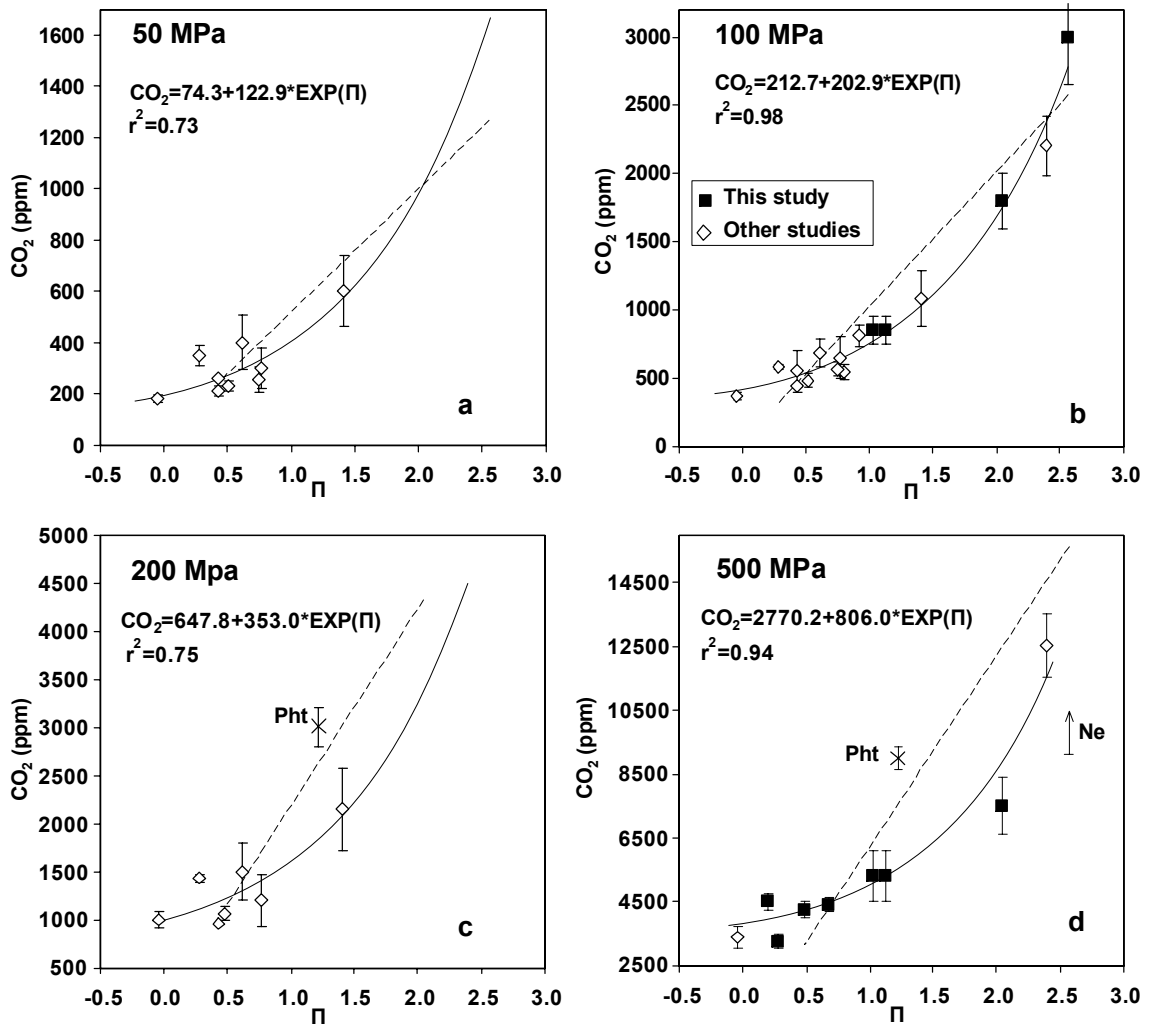 50 MPa
CO2=74.3+122.9*EXP(Π)
r2=0.73
CO2 (ppm)
1600
1400
1200
1000
800
600
400
200
0
-0.5 0.0 0.5 1.0 1.5 2.0 2.5 3.0
Π
a
100 MPa
CO2=212.7+202.9*EXP(Π)
r2=0.98
This study
Other studies
CO2 (ppm)
3000
2500
2000
1500
1000
500
0
-0.5 0.0 0.5 1.0 1.5 2.0 2.5 3.0
Π
b
200 Mpa
CO2=647.8+353.0*EXP(Π)
r2=0.75
Pht
CO2 (ppm)
5000
4500
4000
3500
3000
2500
2000
1500
1000
500
-0.5 0.0 0.5 1.0 1.5 2.0 2.5 3.0
Π
c
500 MPa
CO2=2770.2+806.0*EXP(Π)
r2=0.94
Pht
Ne
CO2 (ppm)
14500
12500
10500
8500
6500
4500
2500
-0.5 0.0 0.5 1.0 1.5 2.0 2.5 3.0
Π
d